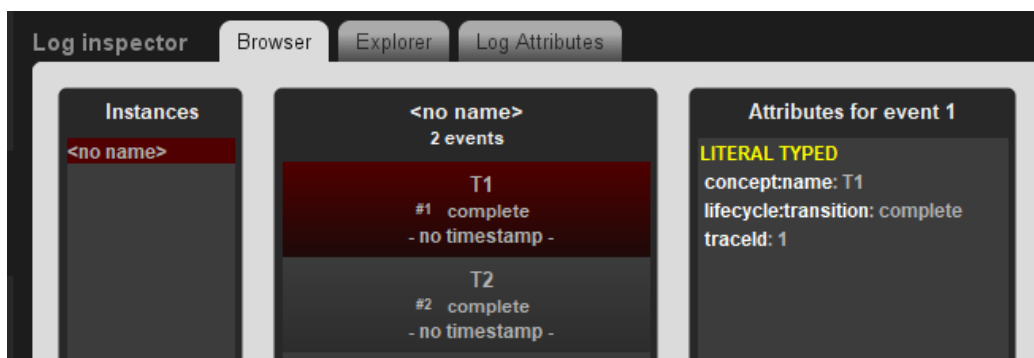 Log inspector
Browser
Explorer
Log Attributes
Instances
<no name>
<no name>
2 events
T1
#1 complete
- no timestamp -
T2
#2 complete
- no timestamp -
Attributes for event 1
LITERAL TYPED
concept:name: T1
lifecycle:transition: complete
traceId: 1